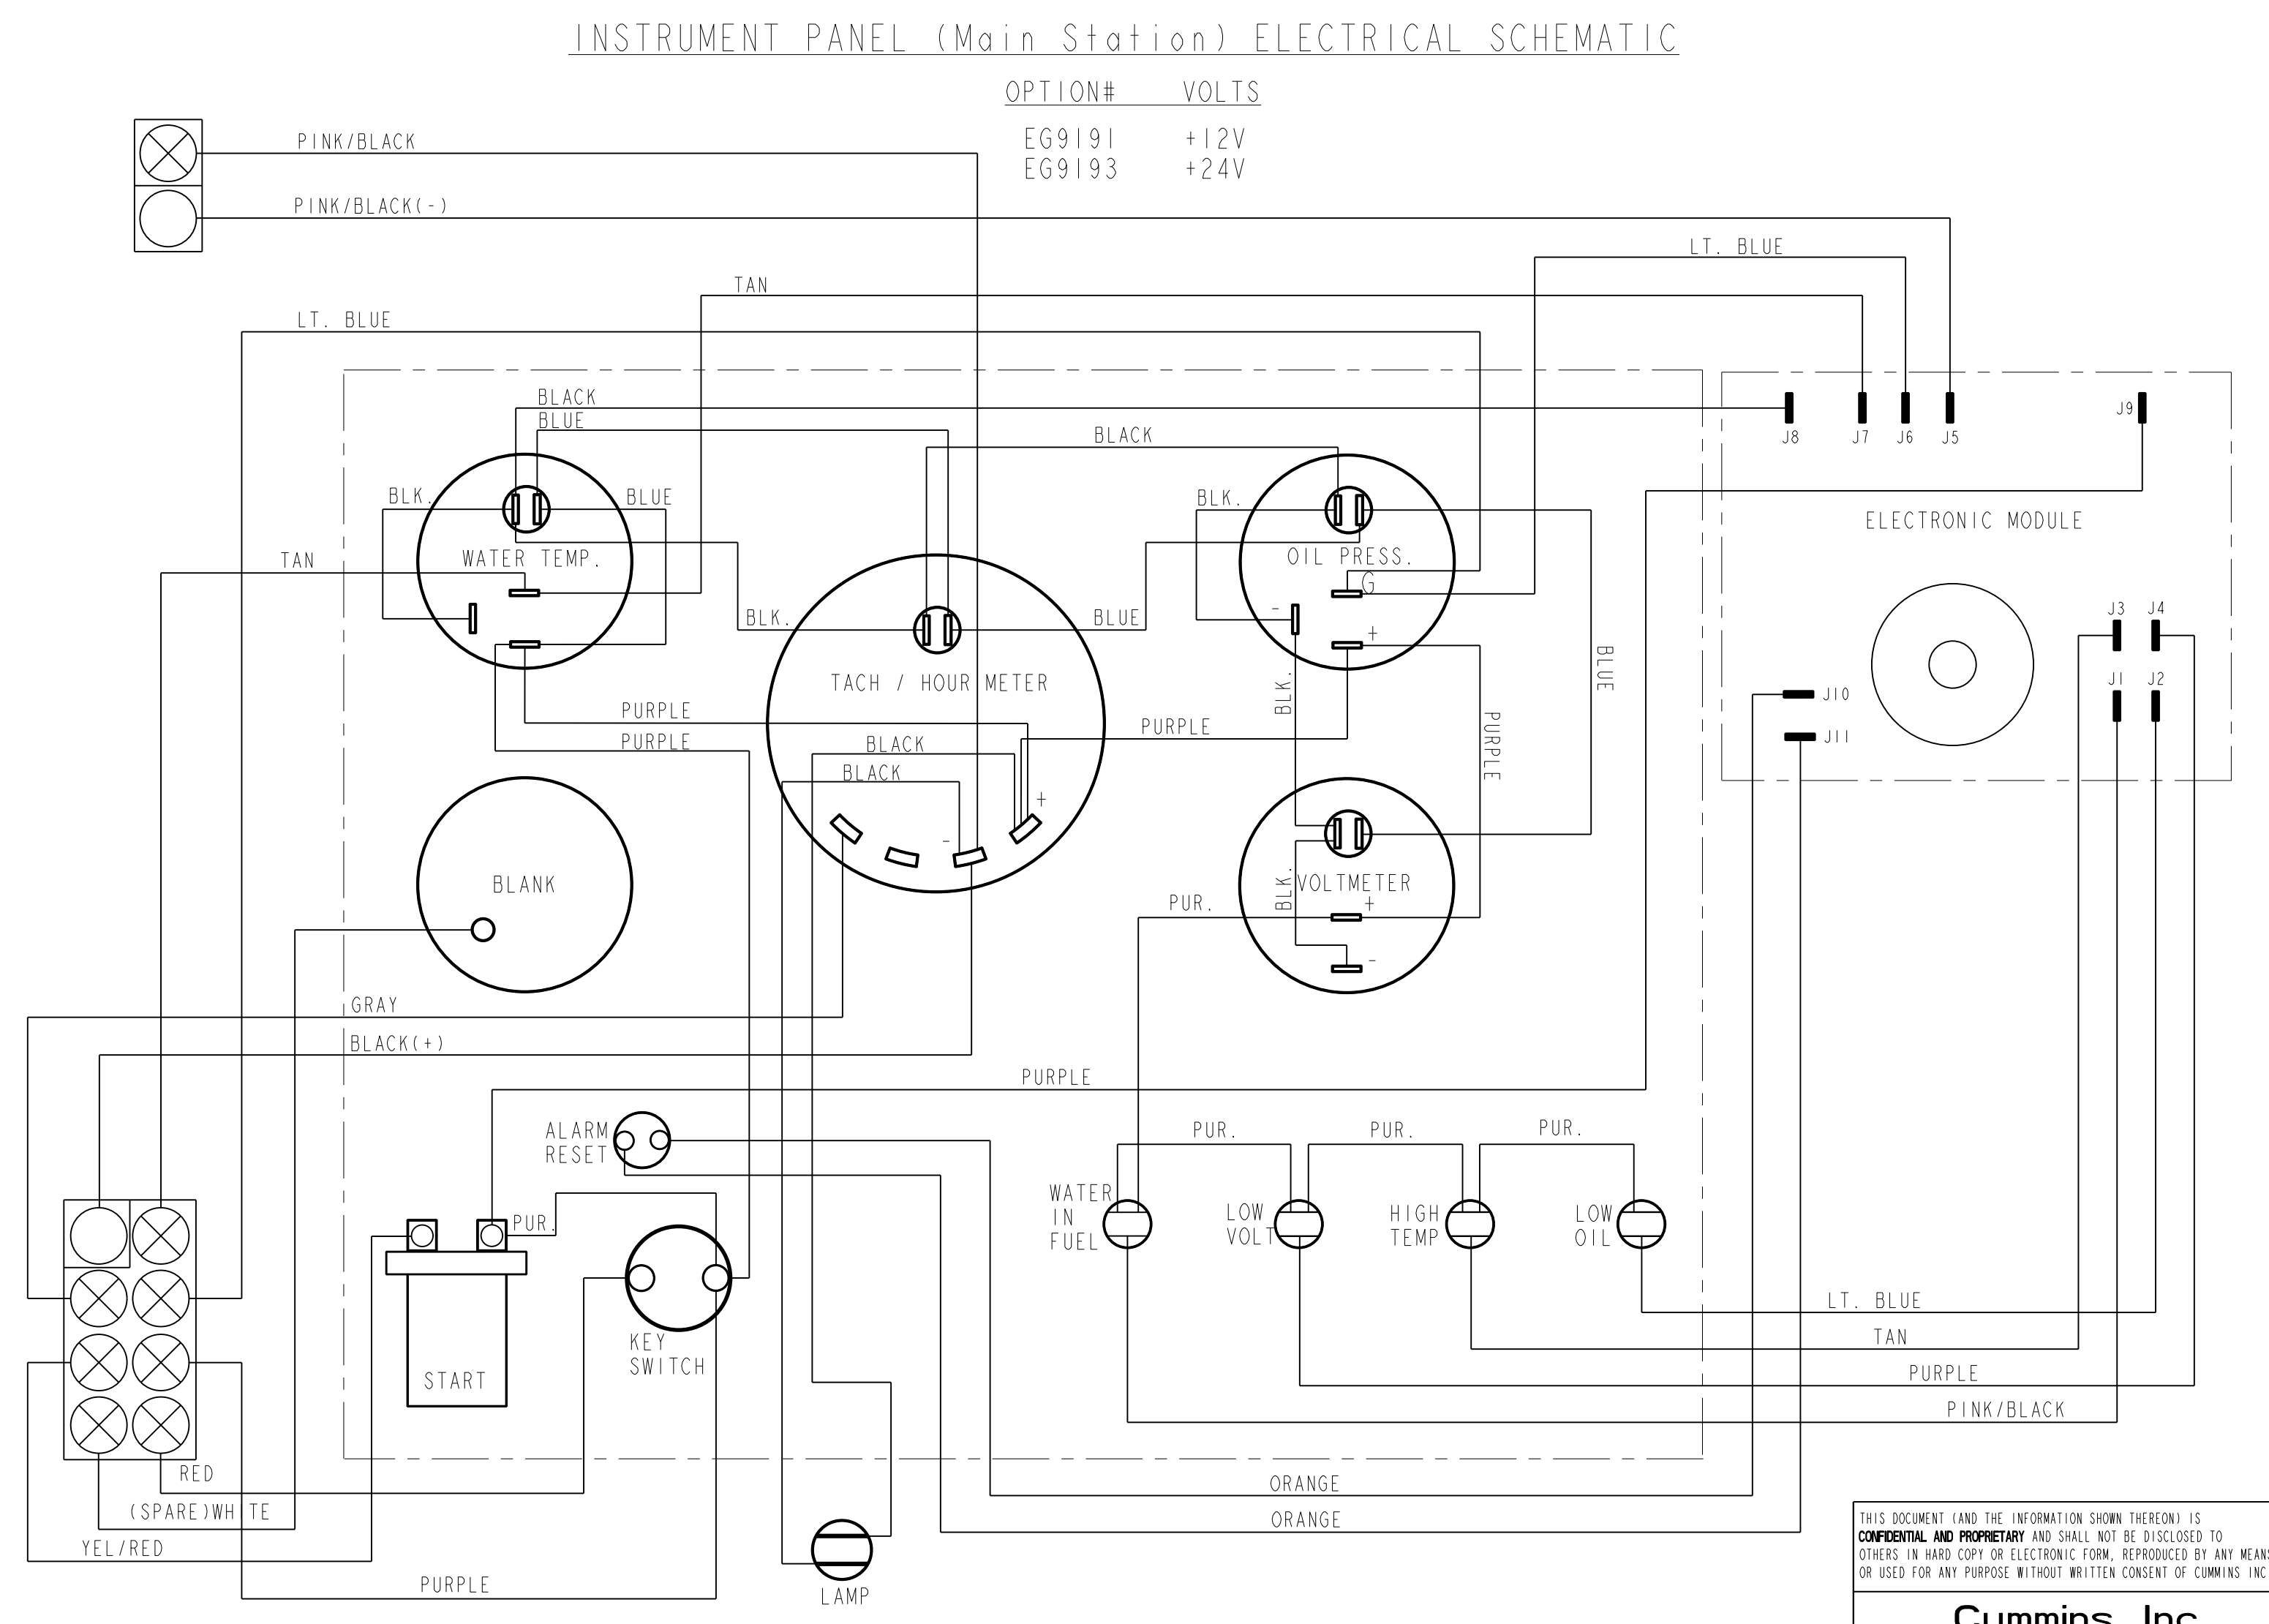 INSTRUMENT PANEL (Main Station) ELECTRICAL SCHEMATIC
OPTION# VOLTS
EG9191 +12V
EG9193 +24V
PINK/BLACK
PINK/BLACK(-)
LT. BLUE
TAN
LT. BLUE
BLACK
BLUE
BLACK
J8 J7 J6 J5
J9
BLK.
BLUE
BLK.
ELECTRONIC MODULE
TAN
WATER TEMP.
OIL PRESS.
G
-
+
BLK.
BLUE
J3 J4
J1 J2
BLUE
BLK.
TACH / HOUR METER
J10
PURPLE
PURPLE
PURPLE
PURPLE
BLACK
BLACK
J11
+
-
BLANK
BLK.
VOLTMETER
+
-
PUR.
GRAY
BLACK(+)
PURPLE
ALARM
RESET
PUR.
PUR.
PUR.
WATER
IN
FUEL
LOW
VOLT
HIGH
TEMP
LOW
OIL
PUR.
LT. BLUE
KEY
SWITCH
TAN
START
PURPLE
PINK/BLACK
RED
ORANGE
(SPARE)WHITE
ORANGE
YEL/RED
PURPLE
LAMP
THIS DOCUMENT (AND THE INFORMATION SHOWN THEREON) IS
CONFIDENTIAL AND PROPRIETARY AND SHALL NOT BE DISCLOSED TO
OTHERS IN HARD COPY OR ELECTRONIC FORM, REPRODUCED BY ANY MEANS
OR USED FOR ANY PURPOSE WITHOUT WRITTEN CONSENT OF CUMMINS INC
Cummins Inc